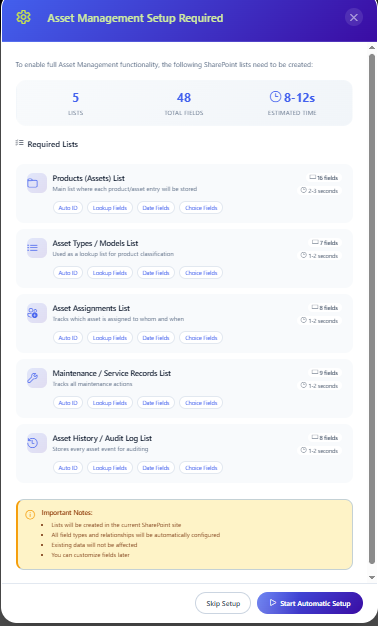 Asset Management Setup Required
To enable full Asset Management functionality, the following SharePoint lists need to be created:
5 48 8-12s
LISTS TOTAL FIELDS ESTIMATED TIME
Required Lists
Products (Assets) List 16 fields
Main list where each product/asset entry will be stored 2-3 seconds
Auto ID Lookup Fields Date Fields Choice Fields
Asset Types / Models List 7 fields
Used as a lookup list for product classification 1-2 seconds
Auto ID Lookup Fields Date Fields Choice Fields
Asset Assignments List 8 fields
Tracks which asset is assigned to whom and when 1-2 seconds
Auto ID Lookup Fields Date Fields Choice Fields
Maintenance / Service Records List 9 fields
Tracks all maintenance actions 1-2 seconds
Auto ID Lookup Fields Date Fields Choice Fields
Asset History / Audit Log List 8 fields
Stores every asset event for auditing 1-2 seconds
Auto ID Lookup Fields Date Fields Choice Fields
Important Notes:
• Lists will be created in the current SharePoint site
• All field types and relationships will be automatically configured
• Existing data will not be affected
• You can customize fields later
Skip Setup Start Automatic Setup